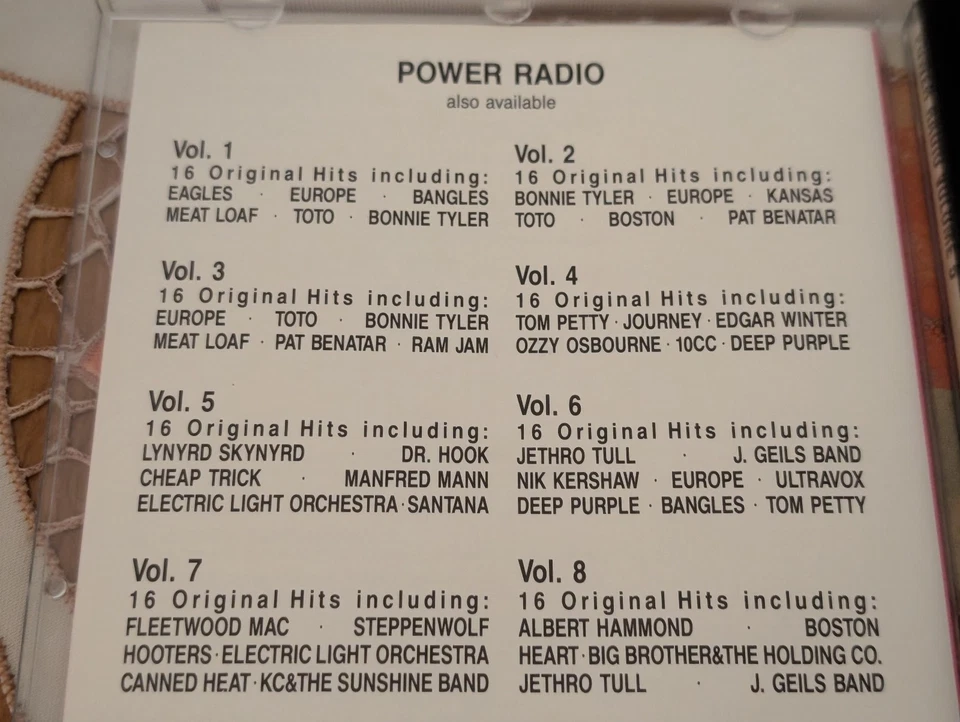 POWER RADIO
also available
Vol. 1
16 Original Hits including:
EAGLES · EUROPE · BANGLES
MEAT LOAF · TOTO · BONNIE TYLER
Vol. 2
16 Original Hits including:
BONNIE TYLER · EUROPE · KANSAS
TOTO · BOSTON · PAT BENATAR
Vol. 3
16 Original Hits including:
EUROPE · TOTO · BONNIE TYLER
MEAT LOAF · PAT BENATAR · RAM JAM
Vol. 4
16 Original Hits including:
TOM PETTY · JOURNEY · EDGAR WINTER
OZZY OSBOURNE · 10CC · DEEP PURPLE
Vol. 5
16 Original Hits including:
LYNYRD SKYNYRD · DR. HOOK
CHEAP TRICK · MANFRED MANN
ELECTRIC LIGHT ORCHESTRA · SANTANA
Vol. 6
16 Original Hits including:
JETHRO TULL · J. GEILS BAND
NIK KERSHAW · EUROPE · ULTRAVOX
DEEP PURPLE · BANGLES · TOM PETTY
Vol. 7
16 Original Hits including:
FLEETWOOD MAC · STEPPENWOLF
HOOTERS · ELECTRIC LIGHT ORCHESTRA
CANNED HEAT · KC&THE SUNSHINE BAND
Vol. 8
16 Original Hits including:
ALBERT HAMMOND · BOSTON
HEART · BIG BROTHER&THE HOLDING CO.
JETHRO TULL · J. GEILS BAND